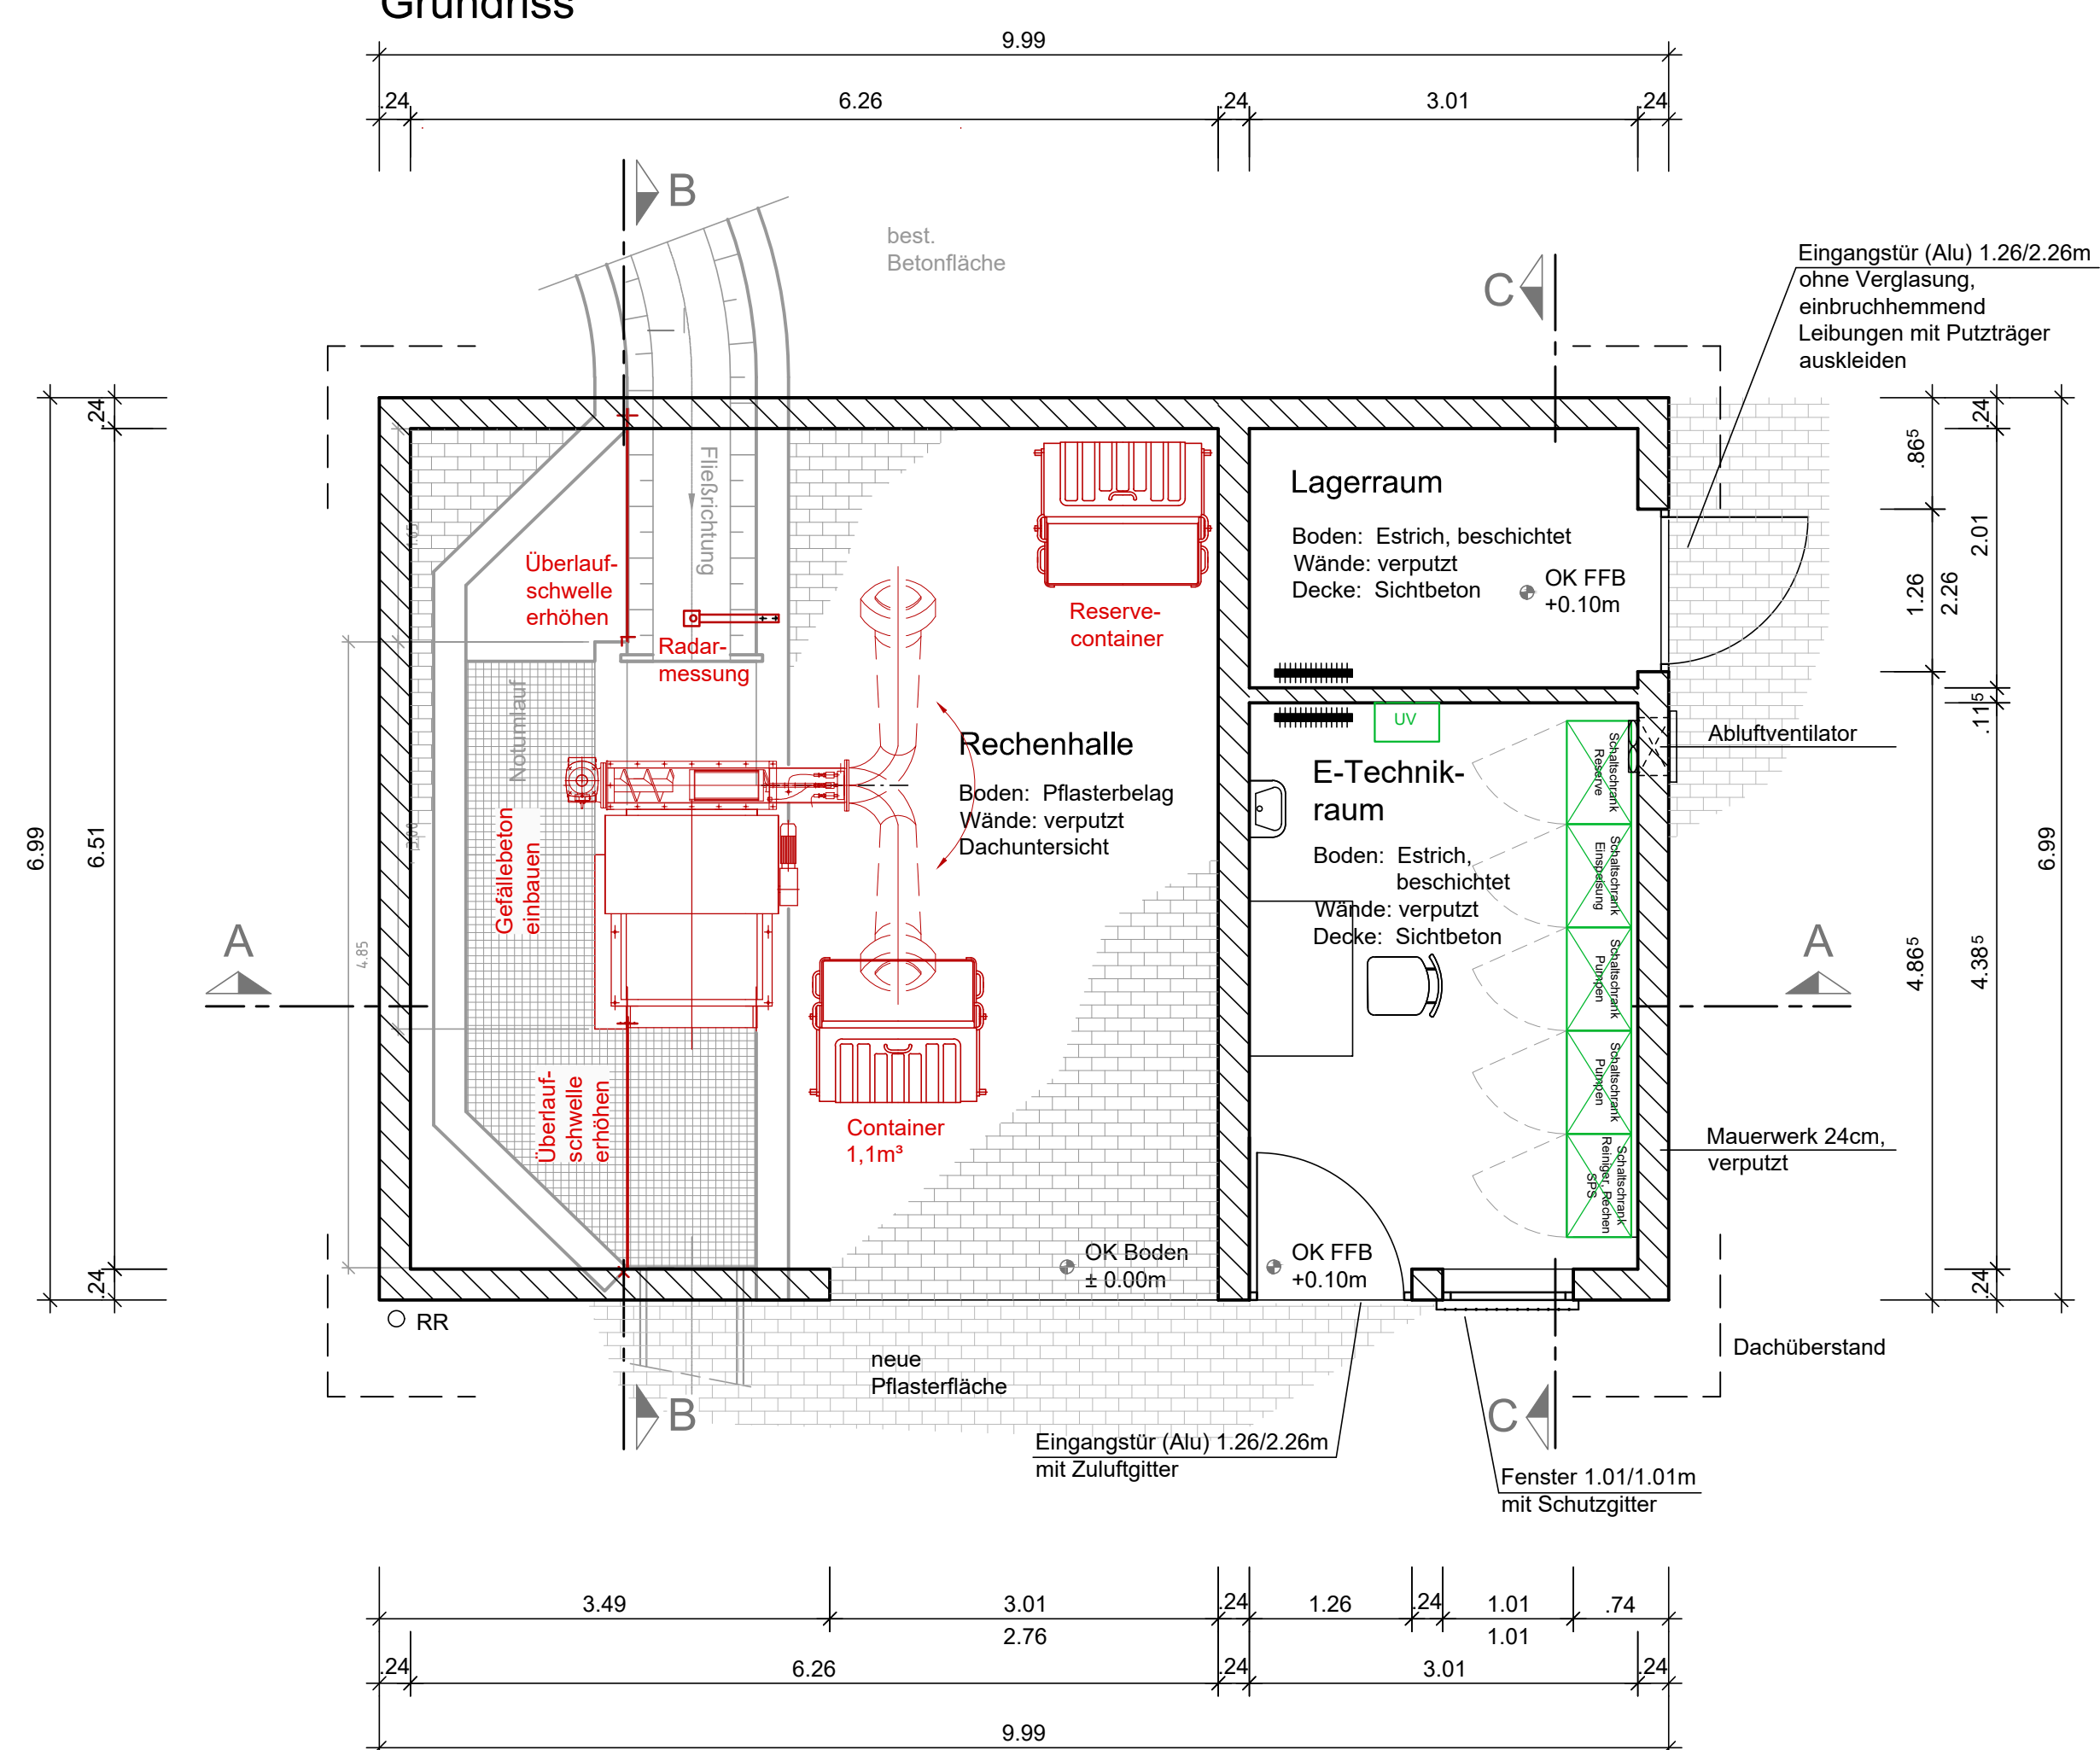 Grundriss
9.99
.24
6.26
.24
3.01
.24
B
best.
Betonfläche
C
Eingangstür (Alu) 1.26/2.26m
ohne Verglasung,
einbruchhemmend
Leibungen mit Putzträger
auskleiden
.24
6.99
6.51
.24
Fließrichtung
Überlauf-
schwelle
erhöhen
Radar-
messung
Reserve-
container
Lagerraum
Boden: Estrich, beschichtet
Wände: verputzt
Decke: Sichtbeton
OK FFB
+0.10m
.86⁵
1.26
2.26
4.86⁵
.24
2.01
.11⁵
4.38⁵
.24
6.99
Notumlauf
Gefällebeton
einbauen
4.85
Rechenhalle
Boden: Pflasterbelag
Wände: verputzt
Dachuntersicht
UV
E-Technik-
raum
Boden: Estrich,
beschichtet
Wände: verputzt
Decke: Sichtbeton
Schaltschrank
Reserve
Schaltschrank
Einspeisung
Schaltschrank
Pumpen
Schaltschrank
Pumpen
Schaltschrank
Reiniger, Rechen
SPS
Abluftventilator
A
A
Überlauf-
schwelle
erhöhen
Container
1,1m³
Mauerwerk 24cm,
verputzt
OK Boden
± 0.00m
OK FFB
+0.10m
RR
neue
Pflasterfläche
Dachüberstand
B
C
Eingangstür (Alu) 1.26/2.26m
mit Zuluftgitter
Fenster 1.01/1.01m
mit Schutzgitter
3.49
3.01
.24
1.26
.24
1.01
.74
2.76
1.01
.24
6.26
.24
3.01
.24
9.99